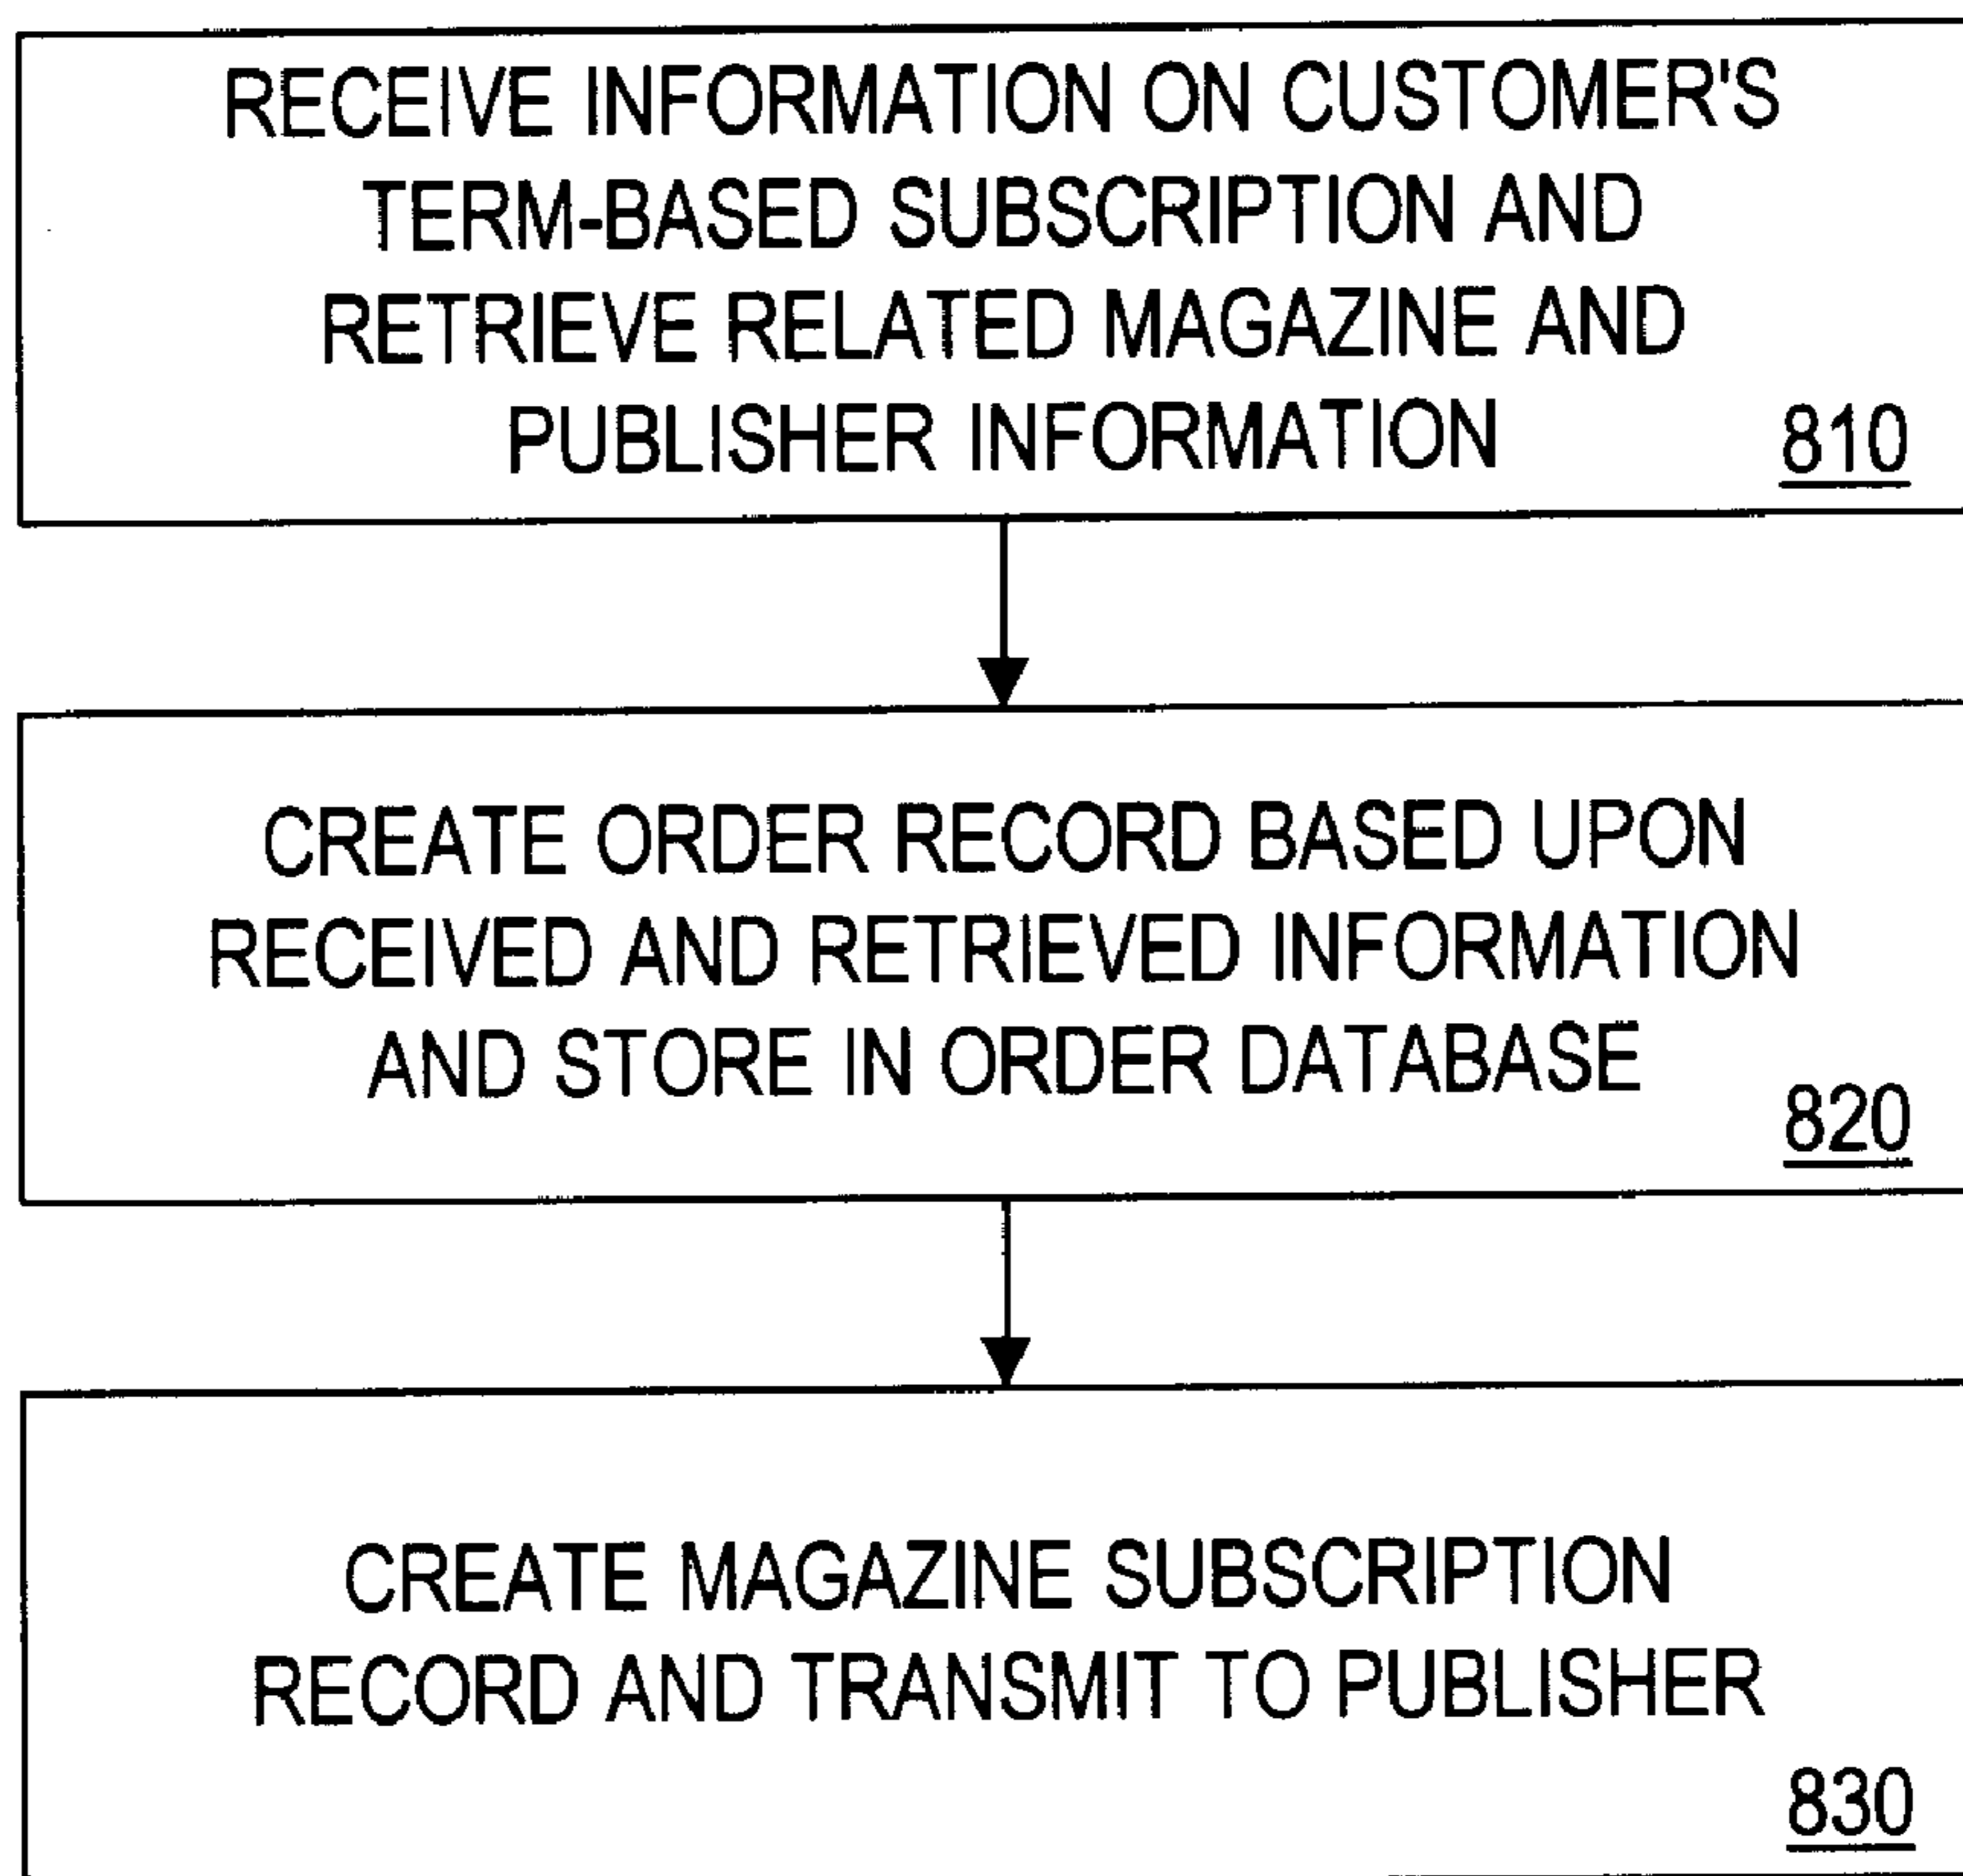 RECEIVE INFORMATION ON CUSTOMER'S
TERM-BASED SUBSCRIPTION AND
RETRIEVE RELATED MAGAZINE AND
PUBLISHER INFORMATION
810
CREATE ORDER RECORD BASED UPON
RECEIVED AND RETRIEVED INFORMATION
AND STORE IN ORDER DATABASE
820
CREATE MAGAZINE SUBSCRIPTION
RECORD AND TRANSMIT TO PUBLISHER
830